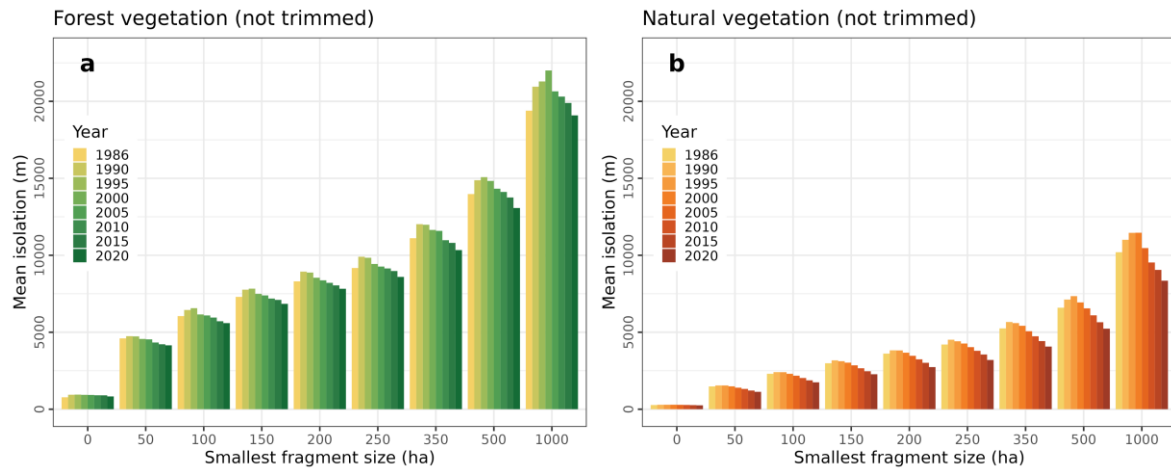 Forest vegetation (not trimmed)
a
20000
15000
10000
5000
0
Mean isolation (m)
Year
1986
1990
1995
2000
2005
2010
2015
2020
0 50 100 150 200 250 350 500 1000
Smallest fragment size (ha)
Natural vegetation (not trimmed)
b
20000
15000
10000
5000
0
Mean isolation (m)
Year
1986
1990
1995
2000
2005
2010
2015
2020
0 50 100 150 200 250 350 500 1000
Smallest fragment size (ha)